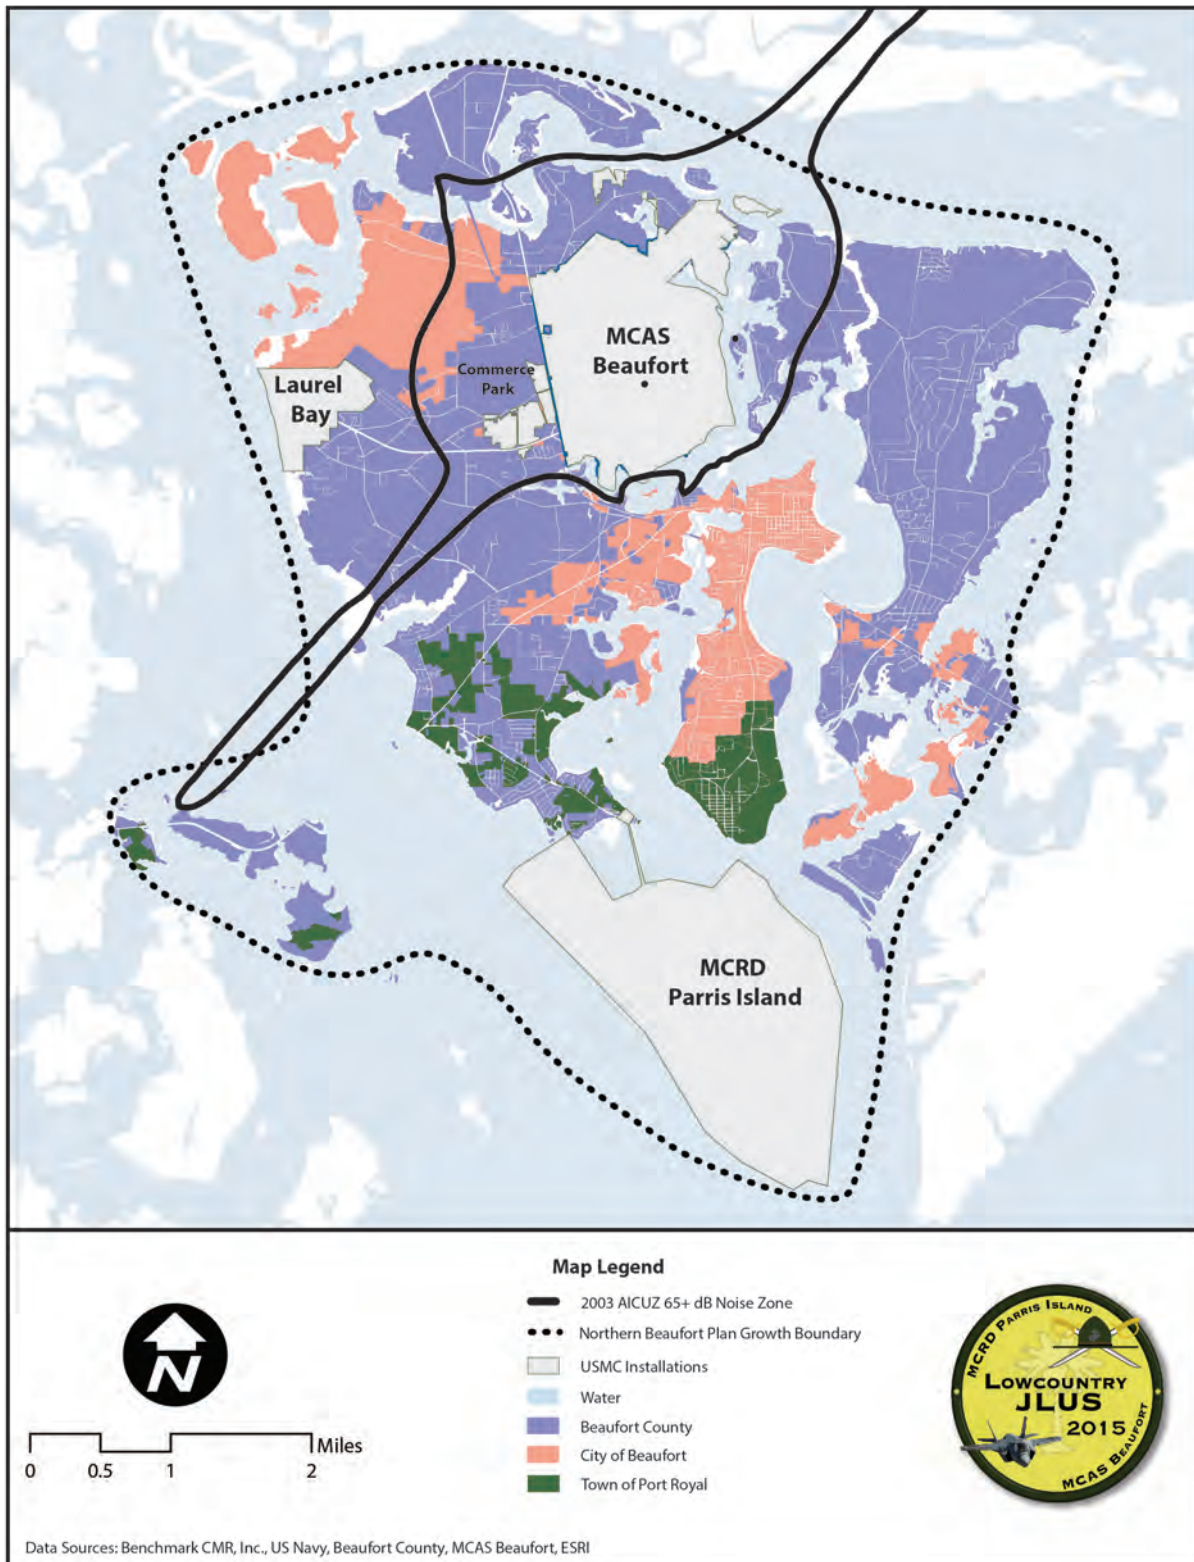 MCAS
Beaufort
Commerce
Park
Laurel
Bay
MCRD
Parris Island
Map Legend
2003 AICUZ 65+ dB Noise Zone
Northern Beaufort Plan Growth Boundary
USMC Installations
Water
Beaufort County
City of Beaufort
Town of Port Royal
N
Miles
0 0.5 1 2
MCRD PARRIS ISLAND
LOWCOUNTRY
JLUS
2015
MCAS BEAUFORT
Data Sources: Benchmark CMR, Inc., US Navy, Beaufort County, MCAS Beaufort, ESRI